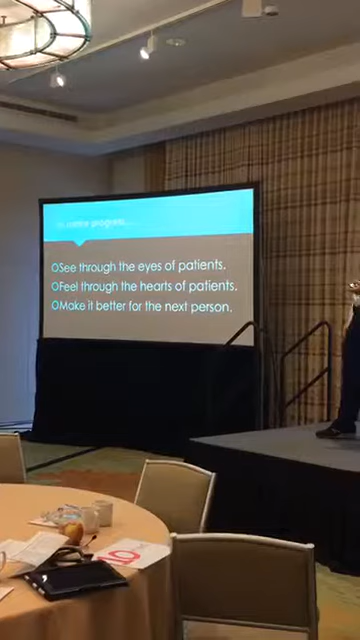 See through the eyes of patients.
Feel through the hearts of patients.
Make it better for the next person.
10